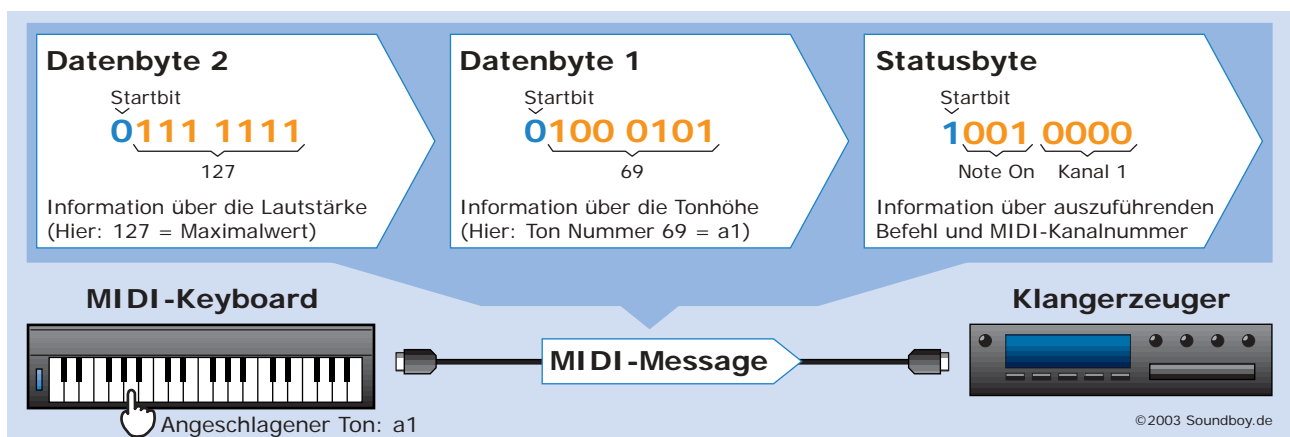 Datenbyte 2
Startbit
0111 1111
127
Information über die Lautstärke
(Hier: 127 = Maximalwert)
Datenbyte 1
Startbit
0100 0101
69
Information über die Tonhöhe
(Hier: Ton Nummer 69 = a1)
Statusbyte
Startbit
1001 0000
Note On Kanal 1
Information über auszuführenden
Befehl und MIDI-Kanalnummer
MIDI-Keyboard
Klangerzeuger
MIDI-Message
Angeschlagener Ton: a1
©2003 Soundboy.de